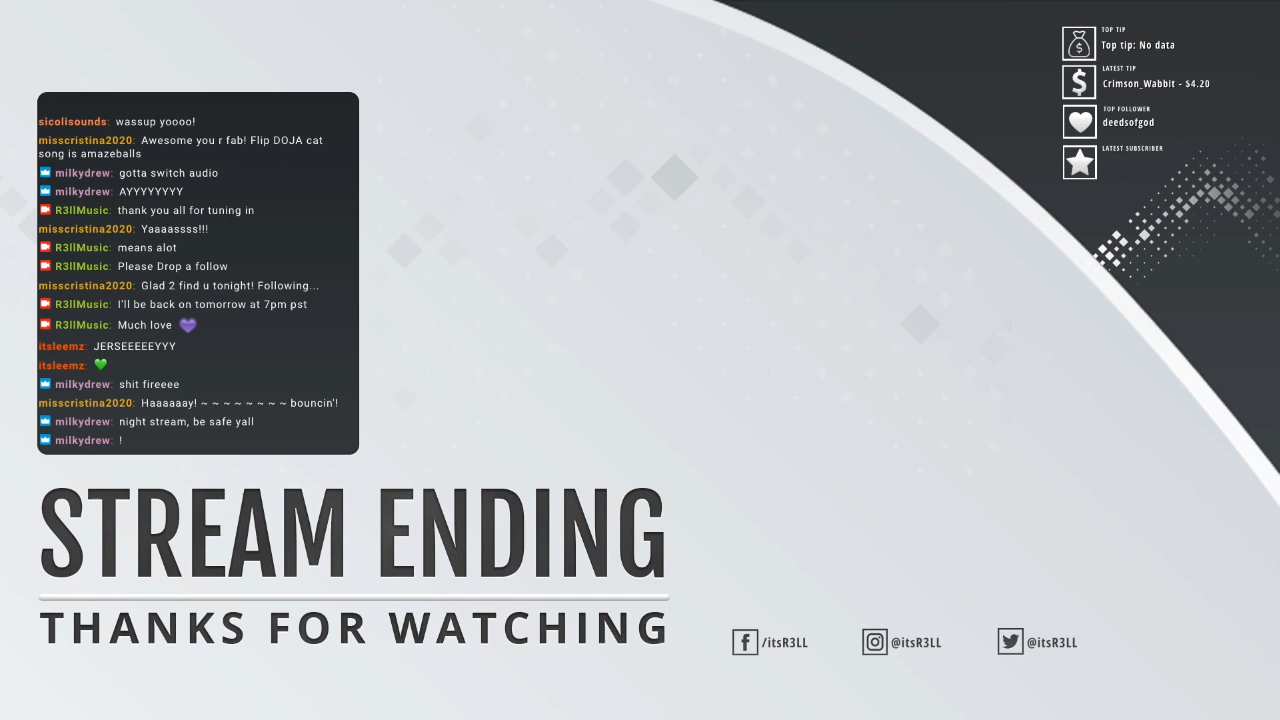 sicolisounds: wassup yoooo!
misscristina2020: Awesome you r fab! Flip DOJA cat
song is amazeballs
milkydrew: gotta switch audio
milkydrew: AYYYYYYYY
R3llMusic: thank you all for tuning in
misscristina2020: Yaaaassss!!!
R3llMusic: means alot
R3llMusic: Please Drop a follow
misscristina2020: Glad 2 find u tonight! Following...
R3llMusic: I'll be back on tomorrow at 7pm pst
R3llMusic: Much love 💜
itsleemz: JERSEEEEEYYY
itsleemz: 💚
milkydrew: shit fireeee
misscristina2020: Haaaaaay! ~ ~ ~ ~ ~ ~ ~ ~ bouncin'!
milkydrew: night stream, be safe yall
milkydrew: !
TOP TIP
Top tip: No data
LATEST TIP
Crimson_Wabbit - $4.20
TOP FOLLOWER
deedsofgod
LATEST SUBSCRIBER
STREAM ENDING
THANKS FOR WATCHING
/itsR3LL
@itsR3LL
@itsR3LL